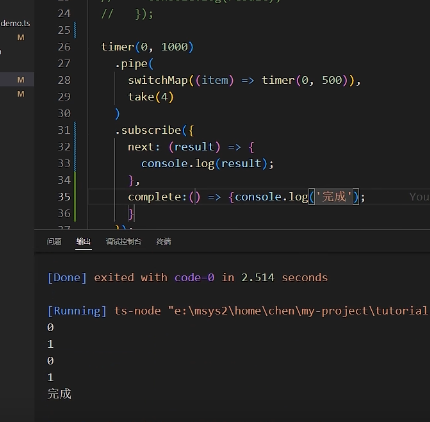 24
//   });
demo.ts
M
25
26
timer(0, 1000)
27
.pipe(
M
28
switchMap((item) => timer(0, 500)),
M
29
take(4)
30
)
31
.subscribe({
32
next: (result) => {
33
console.log(result);
34
},
35
complete:() => {console.log('完成');
You
36
}
37
问题
输出
调试控制台
终端
[Done] exited with code=0 in 2.514 seconds
[Running] ts-node "e:\msys2\home\chen\my-project\tutorial
0
1
0
1
完成